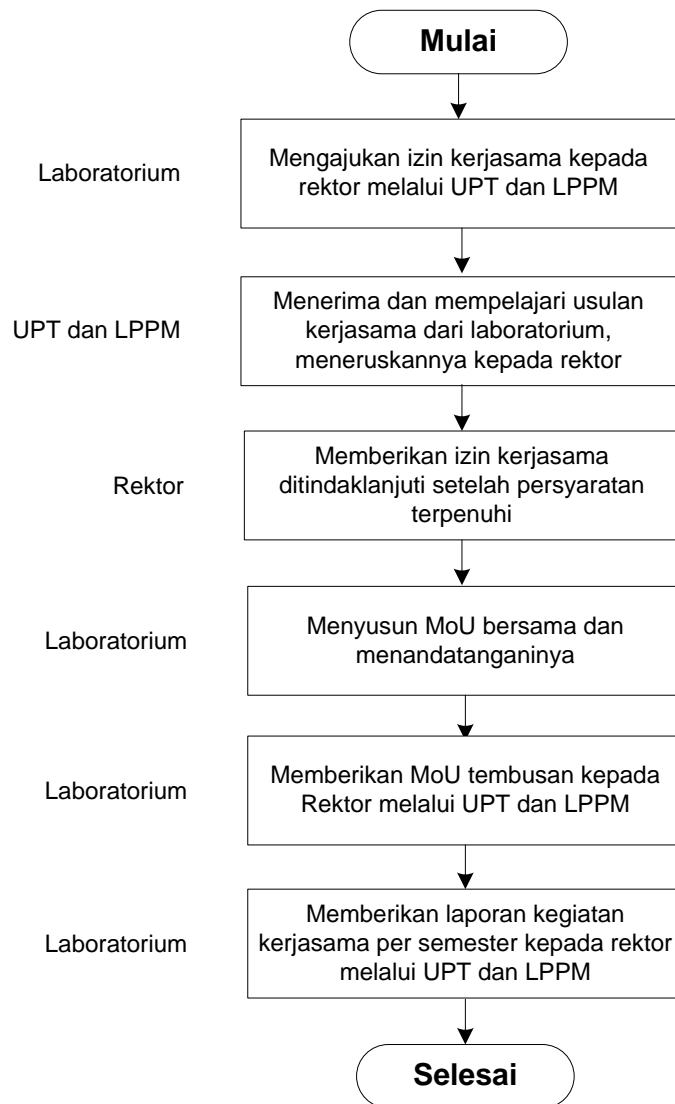 Mulai
Laboratorium
Mengajukan izin kerjasama kepada
rektor melalui UPT dan LPPM
UPT dan LPPM
Menerima dan mempelajari usulan
kerjasama dari laboratorium,
meneruskannya kepada rektor
Rektor
Memberikan izin kerjasama
ditindaklanjuti setelah persyaratan
terpenuhi
Laboratorium
Menyusun MoU bersama dan
menandatanganinya
Laboratorium
Memberikan MoU tembusan kepada
Rektor melalui UPT dan LPPM
Laboratorium
Memberikan laporan kegiatan
kerjasama per semester kepada rektor
melalui UPT dan LPPM
Selesai